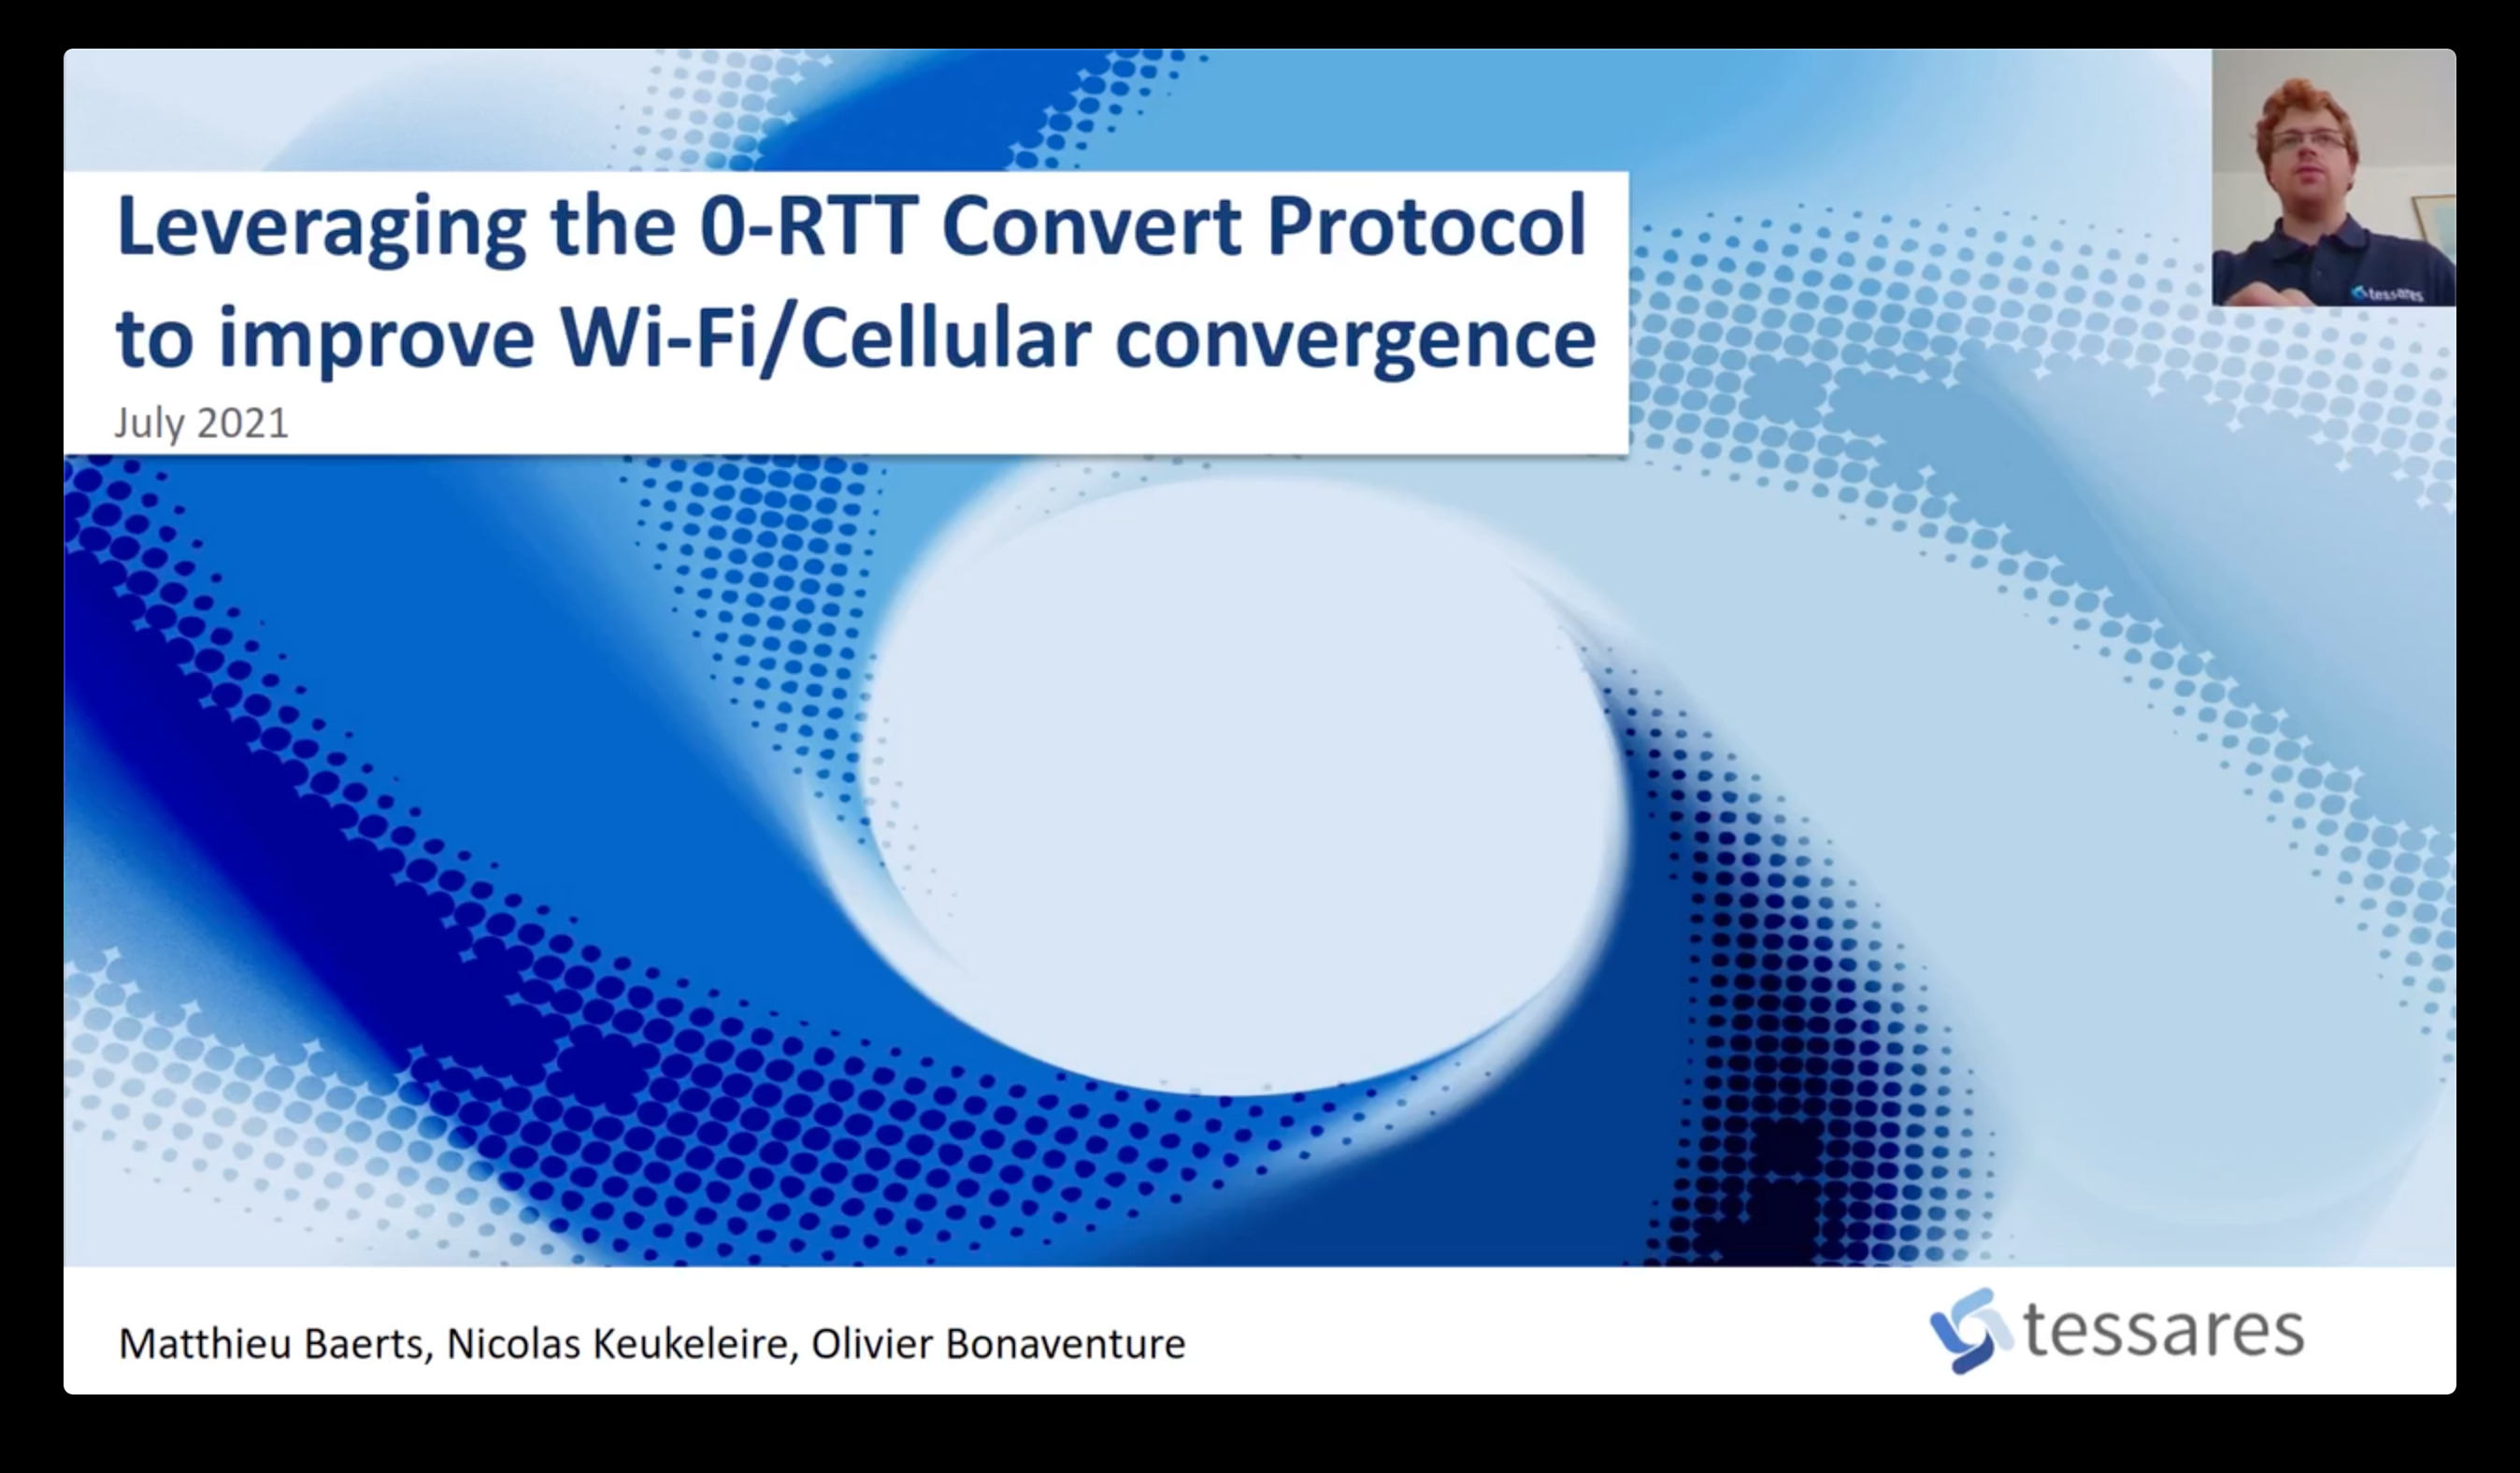 Leveraging the 0-RTT Convert Protocol
to improve Wi-Fi/Cellular convergence
July 2021
tessares
Matthieu Baerts, Nicolas Keukeleire, Olivier Bonaventure
tessares